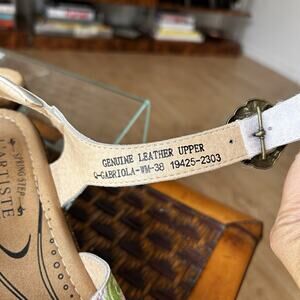 GENUINE LEATHER UPPER
Q-GABRIOLA-WM-38 19425-2303
SPRING STEP
L'ARTISTE